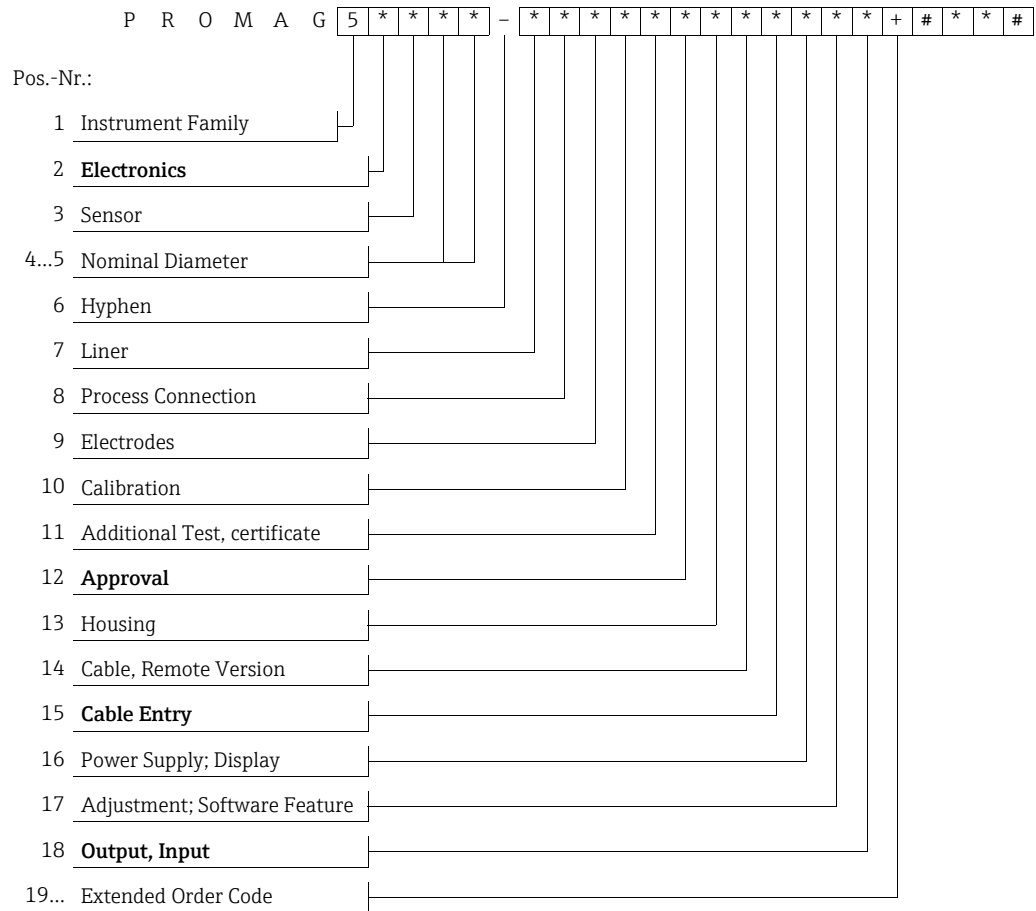 P R O M A G 5 * * * * – * * * * * * * * * * * * + # * * #
Pos.-Nr.:
1 Instrument Family
2 Electronics
3 Sensor
4...5 Nominal Diameter
6 Hyphen
7 Liner
8 Process Connection
9 Electrodes
10 Calibration
11 Additional Test, certificate
12 Approval
13 Housing
14 Cable, Remote Version
15 Cable Entry
16 Power Supply; Display
17 Adjustment; Software Feature
18 Output, Input
19... Extended Order Code